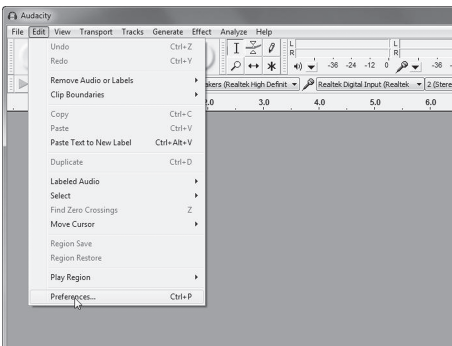 Audacity
File Edit View Transport Tracks Generate Effect Analyze Help
Undo Ctrl+Z
Redo Ctrl+Y
Remove Audio or Labels
Clip Boundaries
Copy Ctrl+C
Paste Ctrl+V
Paste Text to New Label Ctrl+Alt+V
Duplicate Ctrl+D
Labeled Audio
Select
Find Zero Crossings Z
Move Cursor
Region Save
Region Restore
Play Region
Preferences... Ctrl+P
L L
R R
-36 -24 -12 0 -36
akers (Realtek High Definit Realtek Digital Input (Realtek 2 (Stere
2.0 3.0 4.0 5.0 6.0